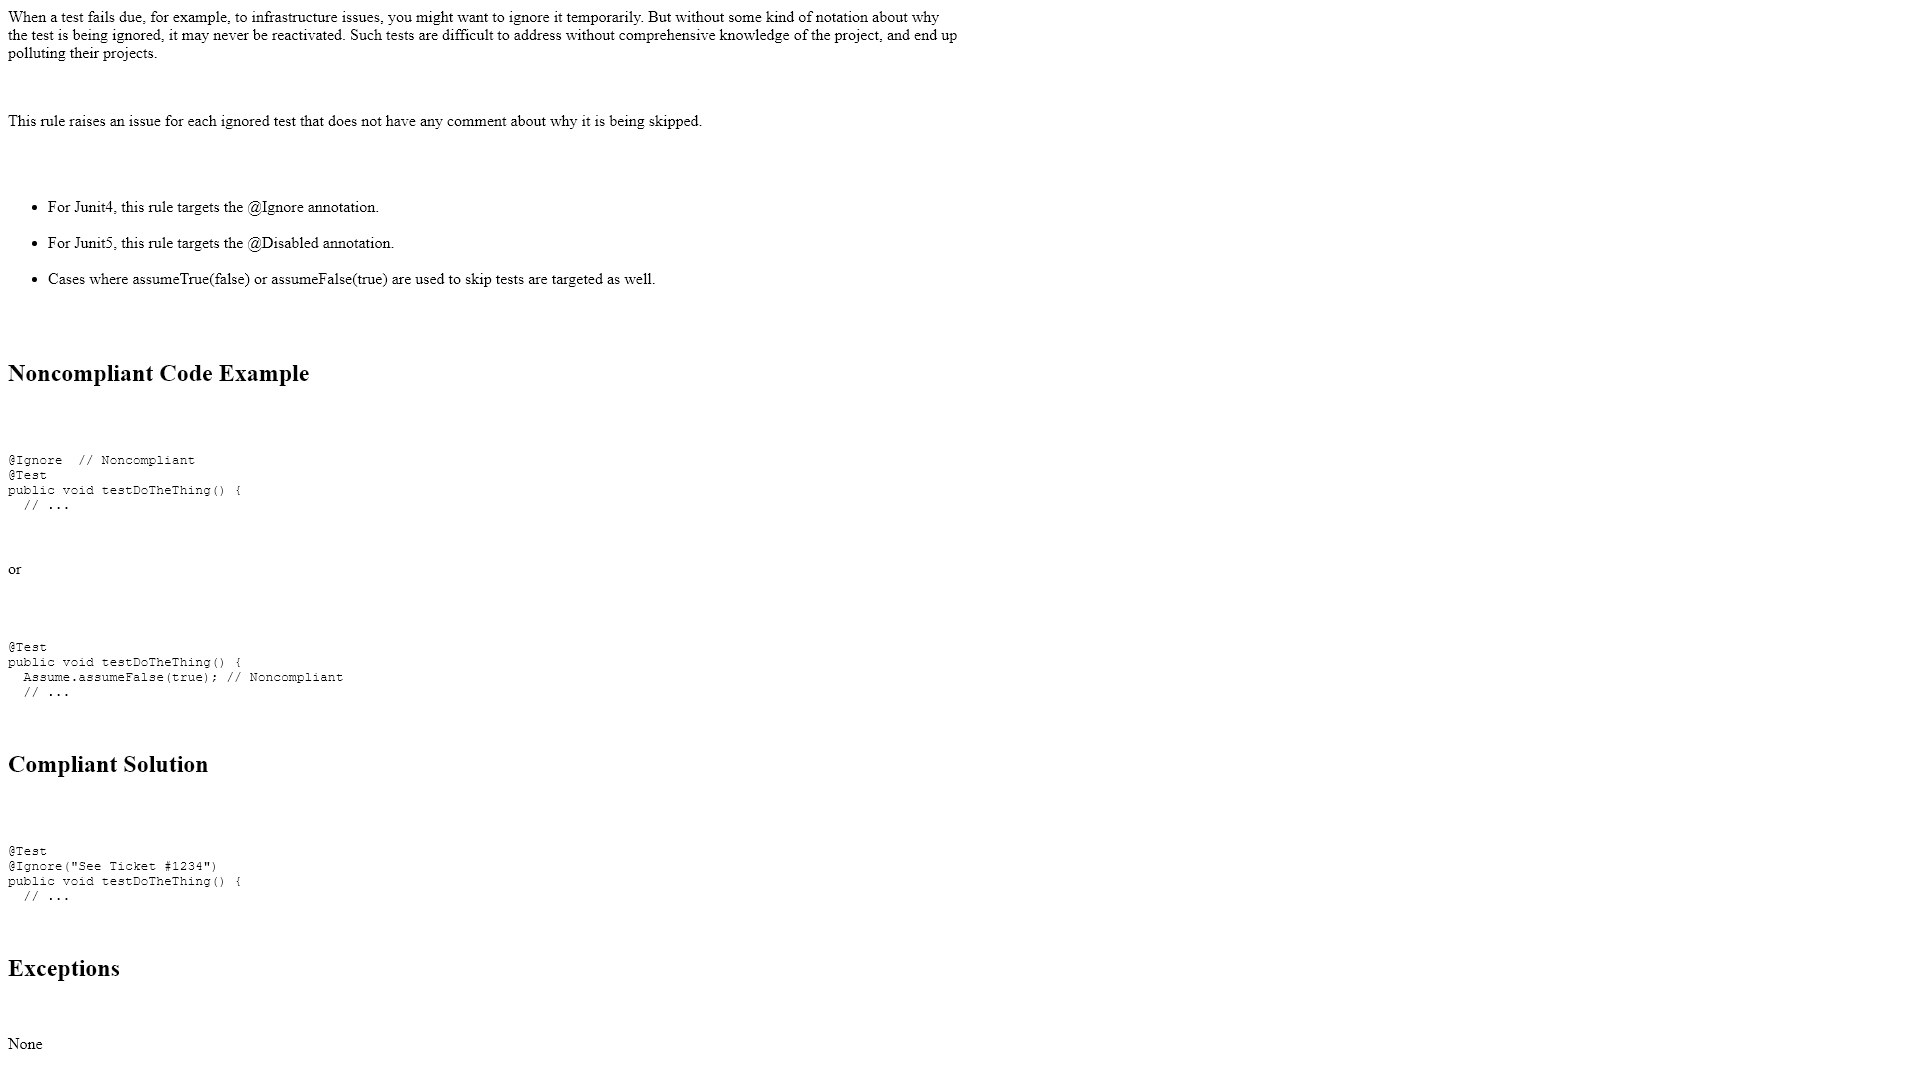 When a test fails due, for example, to infrastructure issues, you might want to ignore it temporarily. But without some kind of notation about why
the test is being ignored, it may never be reactivated. Such tests are difficult to address without comprehensive knowledge of the project, and end up
polluting their projects.
This rule raises an issue for each ignored test that does not have any comment about why it is being skipped.
• For Junit4, this rule targets the @Ignore annotation.
• For Junit5, this rule targets the @Disabled annotation.
• Cases where assumeTrue(false) or assumeFalse(true) are used to skip tests are targeted as well.
Noncompliant Code Example
@Ignore  // Noncompliant
@Test
public void testDoTheThing() {
  // ...
or
@Test
public void testDoTheThing() {
  Assume.assumeFalse(true); // Noncompliant
  // ...
Compliant Solution
@Test
@Ignore("See Ticket #1234")
public void testDoTheThing() {
  // ...
Exceptions
None